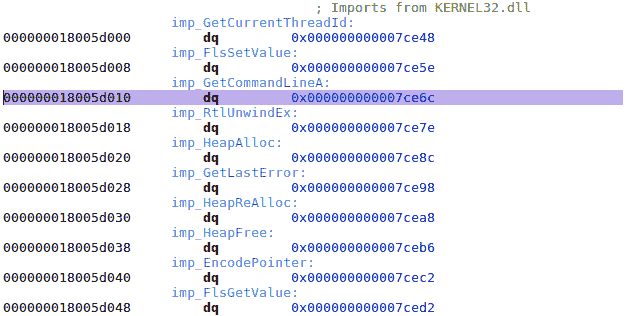 ; Imports from KERNEL32.dll
imp_GetCurrentThreadId:
000000018005d000 dq 0x000000000007ce48
imp_FlsSetValue:
000000018005d008 dq 0x000000000007ce5e
imp_GetCommandLineA:
000000018005d010 dq 0x000000000007ce6c
imp_RtlUnwindEx:
000000018005d018 dq 0x000000000007ce7e
imp_HeapAlloc:
000000018005d020 dq 0x000000000007ce8c
imp_GetLastError:
000000018005d028 dq 0x000000000007ce98
imp_HeapReAlloc:
000000018005d030 dq 0x000000000007cea8
imp_HeapFree:
000000018005d038 dq 0x000000000007ceb6
imp_EncodePointer:
000000018005d040 dq 0x000000000007cec2
imp_FlsGetValue:
000000018005d048 dq 0x000000000007ced2